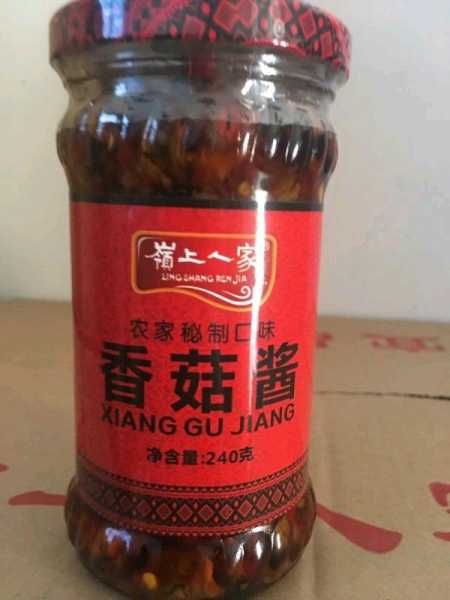 嶺上人家
LING SHANG REN JIA
农家秘制口味
香菇酱
XIANG GU JIANG
净含量:240克